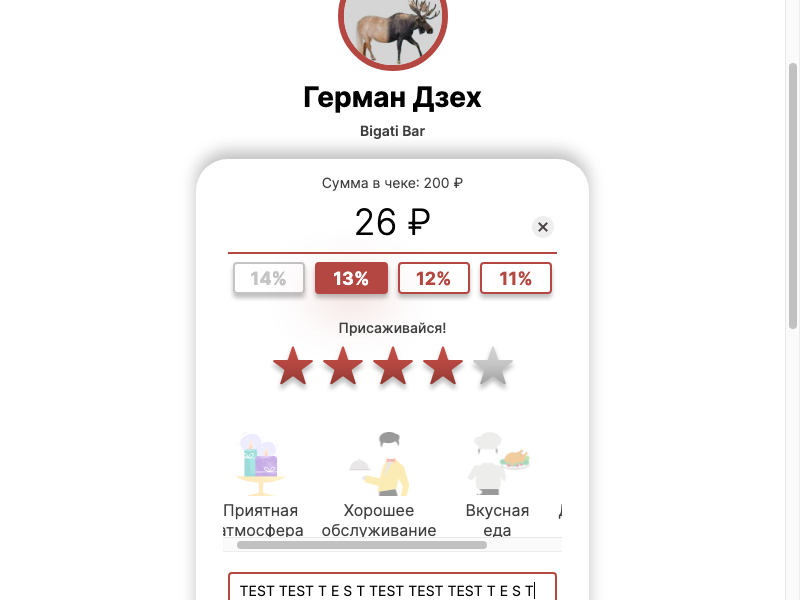 Герман Дзех
Bigati Bar
Сумма в чеке: 200 ₽
26 ₽
14% 13% 12% 11%
Присаживайся!
Приятная атмосфера
Хорошее обслуживание
Вкусная еда
TEST TEST T E S T TEST TEST TEST T E S T